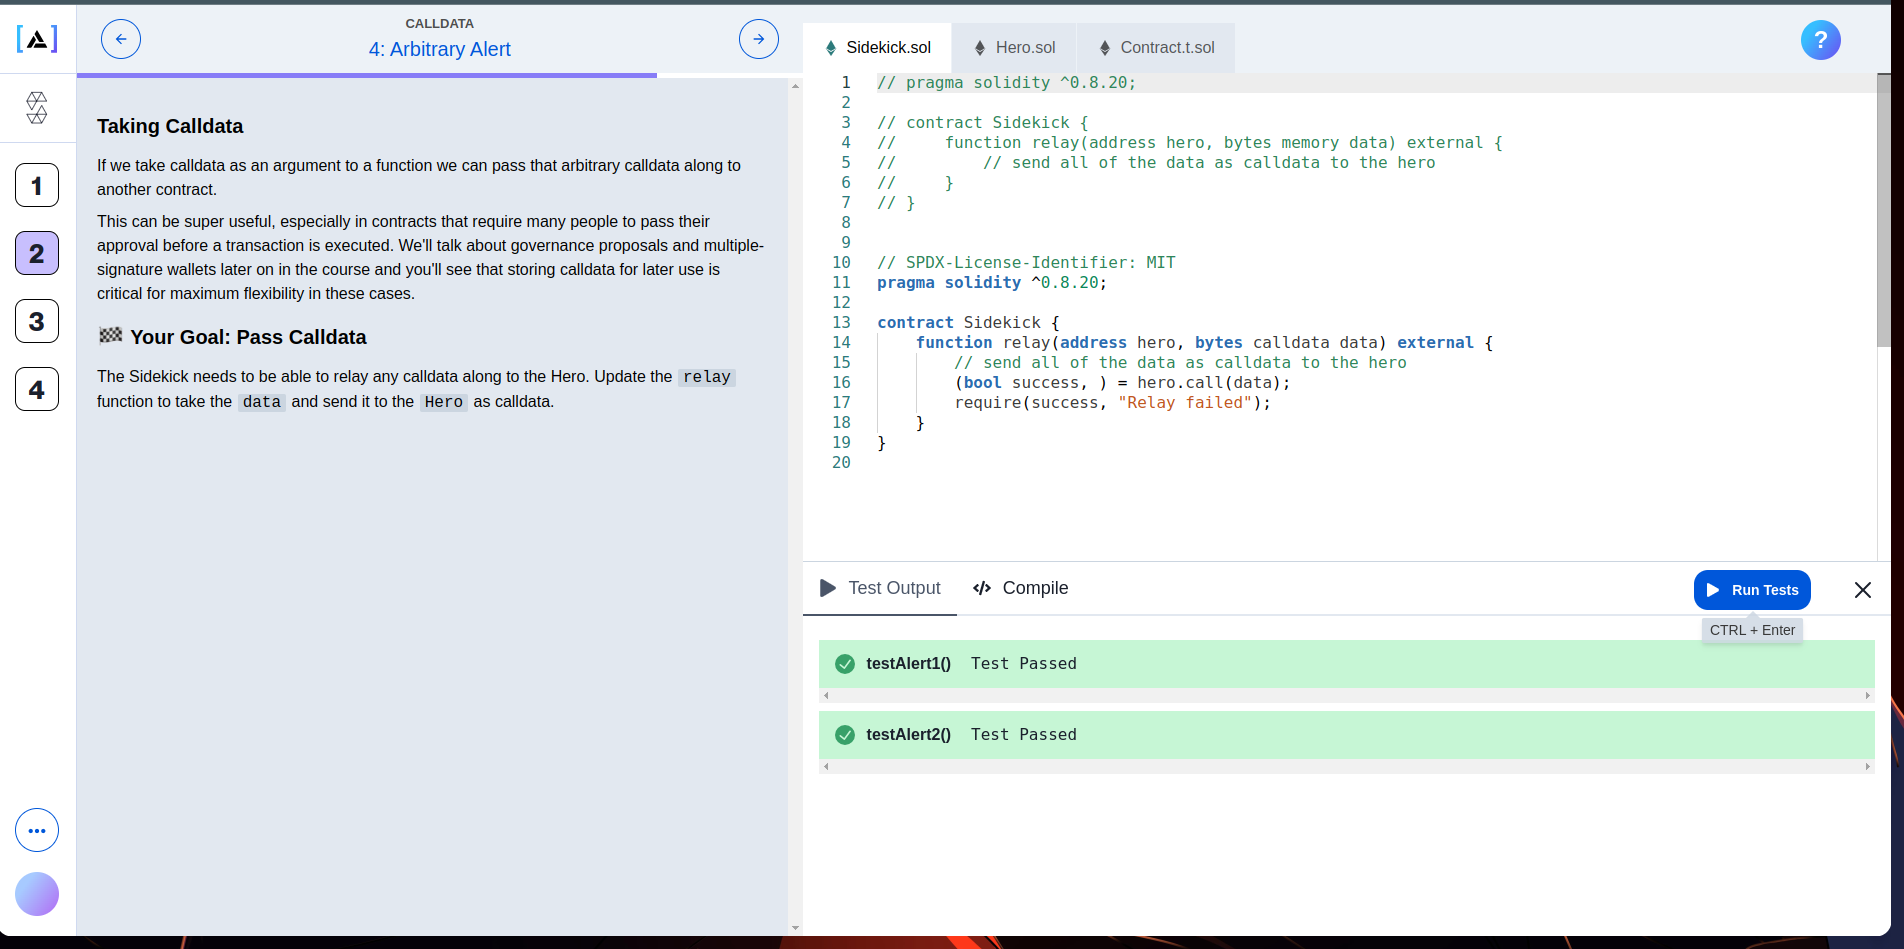 CALLDATA
4: Arbitrary Alert
1
2
3
4
Taking Calldata
If we take calldata as an argument to a function we can pass that arbitrary calldata along to
another contract.
This can be super useful, especially in contracts that require many people to pass their
approval before a transaction is executed. We'll talk about governance proposals and multiple-
signature wallets later on in the course and you'll see that storing calldata for later use is
critical for maximum flexibility in these cases.
Your Goal: Pass Calldata
The Sidekick needs to be able to relay any calldata along to the Hero. Update the relay
function to take the data and send it to the Hero as calldata.
Sidekick.sol
Hero.sol
Contract.t.sol
?
1 // pragma solidity ^0.8.20;
2
3 // contract Sidekick {
4 //     function relay(address hero, bytes memory data) external {
5 //         // send all of the data as calldata to the hero
6 //     }
7 // }
8
9
10 // SPDX-License-Identifier: MIT
11 pragma solidity ^0.8.20;
12
13 contract Sidekick {
14     function relay(address hero, bytes calldata data) external {
15         // send all of the data as calldata to the hero
16         (bool success, ) = hero.call(data);
17         require(success, "Relay failed");
18     }
19 }
20
Test Output
Compile
Run Tests
CTRL + Enter
testAlert1() Test Passed
testAlert2() Test Passed